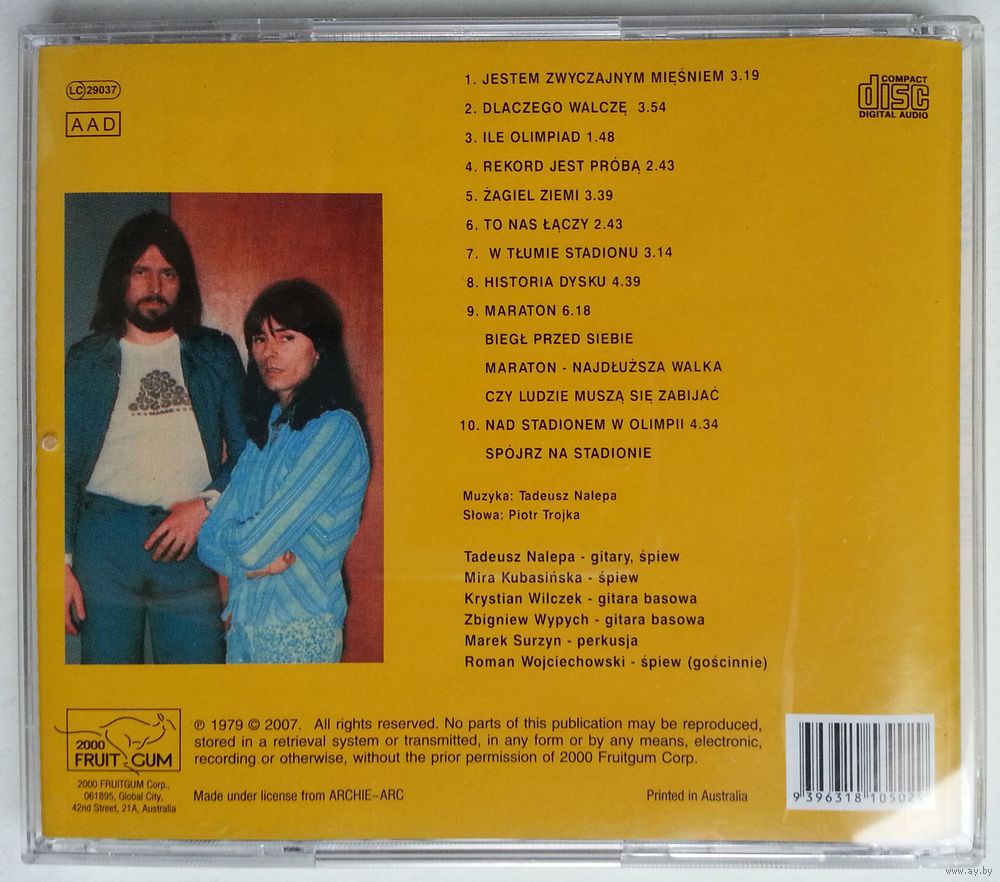 LC 29037
AAD
COMPACT
disc
DIGITAL AUDIO
1. JESTEM ZWYCZAJNYM MIĘŚNIEM 3.19
2. DLACZEGO WALCZĘ 3.54
3. ILE OLIMPIAD 1.48
4. REKORD JEST PRÓBĄ 2.43
5. ŻAGIEL ZIEMI 3.39
6. TO NAS ŁĄCZY 2.43
7. W TŁUMIE STADIONU 3.14
8. HISTORIA DYSKU 4.39
9. MARATON 6.18
BIEGŁ PRZED SIEBIE
MARATON - NAJDŁUŻSZA WALKA
CZY LUDZIE MUSZĄ SIĘ ZABIJAĆ
10. NAD STADIONEM W OLIMPII 4.34
SPÓJRZ NA STADIONIE
Muzyka: Tadeusz Nalepa
Słowa: Piotr Trojka
Tadeusz Nalepa - gitary, śpiew
Mira Kubasińska - śpiew
Krystian Wilczek - gitara basowa
Zbigniew Wypych - gitara basowa
Marek Surzyn - perkusja
Roman Wojciechowski - śpiew (gościnnie)
2000
FRUITGUM
2000 FRUITGUM Corp.,
061895, Global City,
42nd Street, 21A, Australia
℗ 1979 © 2007. All rights reserved. No parts of this publication may be reproduced,
stored in a retrieval system or transmitted, in any form or by any means, electronic,
recording or otherwise, without the prior permission of 2000 Fruitgum Corp.
Made under license from ARCHIE–ARC
Printed in Australia
www.ay.by